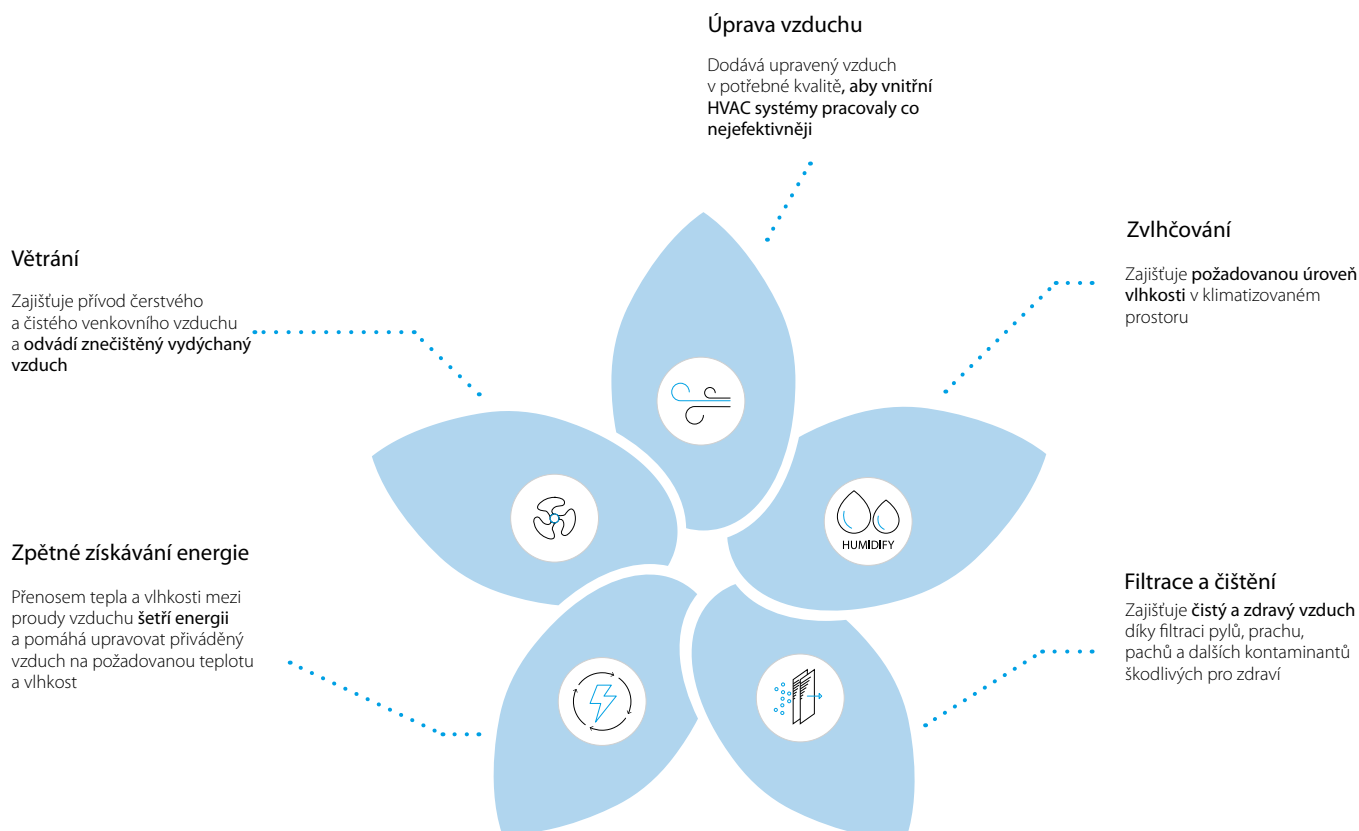 Úprava vzduchu
Dodává upravený vzduch
v potřebné kvalitě, aby vnitřní
HVAC systémy pracovaly co
nejefektivněji
Větrání
Zajišťuje přívod čerstvého
a čistého venkovního vzduchu
a odvádí znečištěný vydýchaný
vzduch
Zvlhčování
Zajišťuje požadovanou úroveň
vlhkosti v klimatizovaném
prostoru
HUMIDIFY
Zpětné získávání energie
Přenosem tepla a vlhkosti mezi
proudy vzduchu šetří energii
a pomáhá upravovat přiváděný
vzduch na požadovanou teplotu
a vlhkost
Filtrace a čištění
Zajišťuje čistý a zdravý vzduch
díky filtraci pylů, prachu,
pachů a dalších kontaminantů
škodlivých pro zdraví